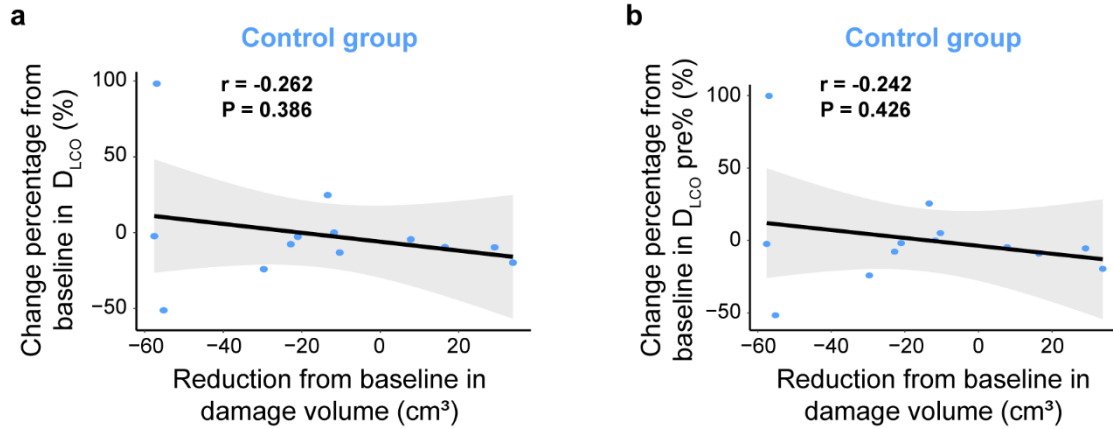 a
Control group
r = -0.262
P = 0.386
Change percentage from
baseline in D_LCO (%)
100
50
0
−50
−60
−40
−20
0
20
Reduction from baseline in
damage volume (cm³)
b
Control group
r = -0.242
P = 0.426
Change percentage from
baseline in D_LCO pre% (%)
100
50
0
−50
−60
−40
−20
0
20
Reduction from baseline in
damage volume (cm³)